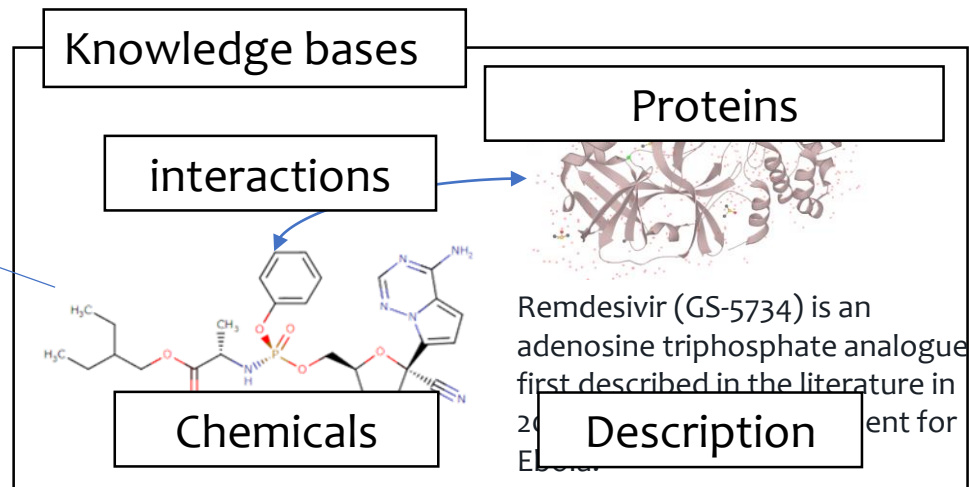 Knowledge bases
Proteins
interactions
NH₂
N
N
N
N
H₃C
CH₃
O
O
H₃C
O
P
O
O
N
H
O
N
Remdesivir (GS-5734) is an
adenosine triphosphate analogue
first described in the literature in
ent for
Chemicals
Description